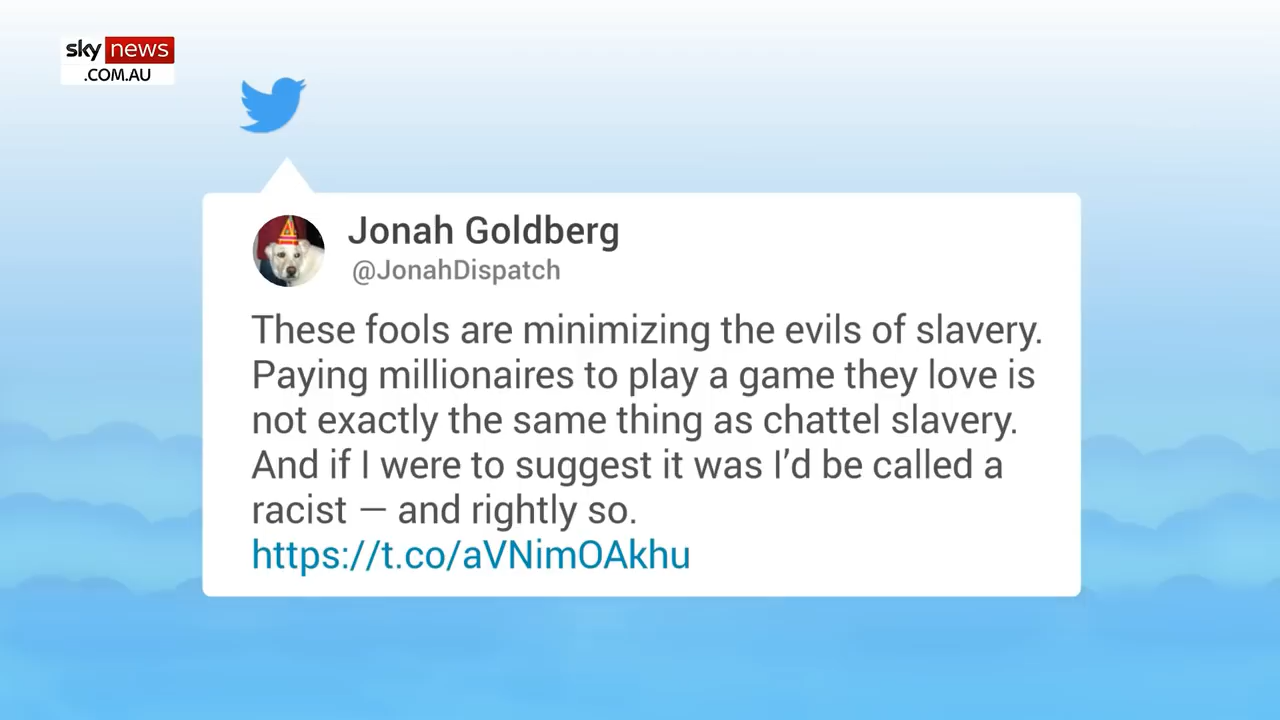 sky news
.COM.AU
Jonah Goldberg
@JonahDispatch
These fools are minimizing the evils of slavery.
Paying millionaires to play a game they love is
not exactly the same thing as chattel slavery.
And if I were to suggest it was I’d be called a
racist — and rightly so.
https://t.co/aVNimOAkhu